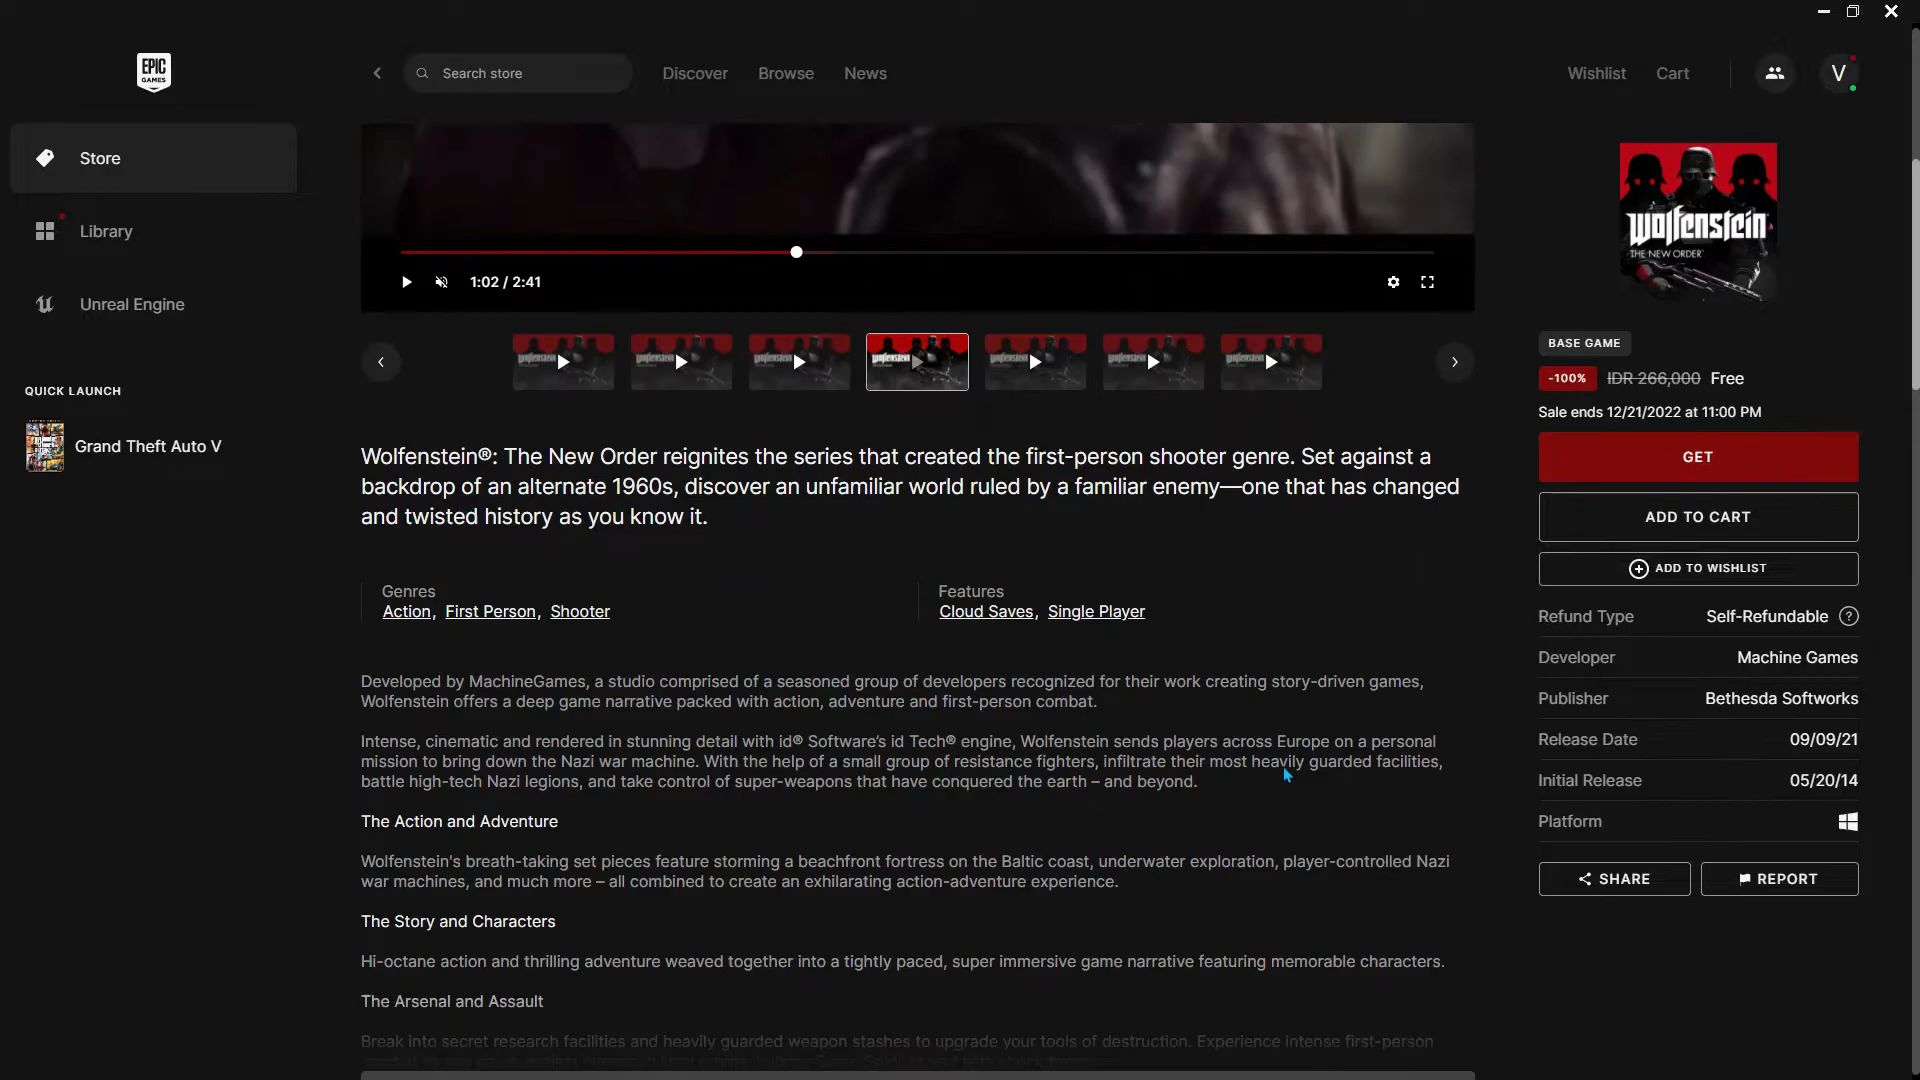 EPIC
GAMES
Search store
Discover
Browse
News
Wishlist
Cart
V
Store
Library
Unreal Engine
QUICK LAUNCH
Grand Theft Auto V
1:02 / 2:41
Wolfenstein®: The New Order reignites the series that created the first-person shooter genre. Set against a
backdrop of an alternate 1960s, discover an unfamiliar world ruled by a familiar enemy—one that has changed
and twisted history as you know it.
Genres
Action, First Person, Shooter
Features
Cloud Saves, Single Player
Developed by MachineGames, a studio comprised of a seasoned group of developers recognized for their work creating story-driven games,
Wolfenstein offers a deep game narrative packed with action, adventure and first-person combat.
Intense, cinematic and rendered in stunning detail with id® Software's id Tech® engine, Wolfenstein sends players across Europe on a personal
mission to bring down the Nazi war machine. With the help of a small group of resistance fighters, infiltrate their most heavily guarded facilities,
battle high-tech Nazi legions, and take control of super-weapons that have conquered the earth – and beyond.
The Action and Adventure
Wolfenstein's breath-taking set pieces feature storming a beachfront fortress on the Baltic coast, underwater exploration, player-controlled Nazi
war machines, and much more – all combined to create an exhilarating action-adventure experience.
The Story and Characters
Hi-octane action and thrilling adventure weaved together into a tightly paced, super immersive game narrative featuring memorable characters.
The Arsenal and Assault
Break into secret research facilities and heavily guarded weapon stashes to upgrade your tools of destruction. Experience intense first-person
wolfenstein
THE NEW ORDER
BASE GAME
-100% IDR 266,000 Free
Sale ends 12/21/2022 at 11:00 PM
GET
ADD TO CART
ADD TO WISHLIST
Refund Type Self-Refundable ?
Developer Machine Games
Publisher Bethesda Softworks
Release Date 09/09/21
Initial Release 05/20/14
Platform
SHARE
REPORT